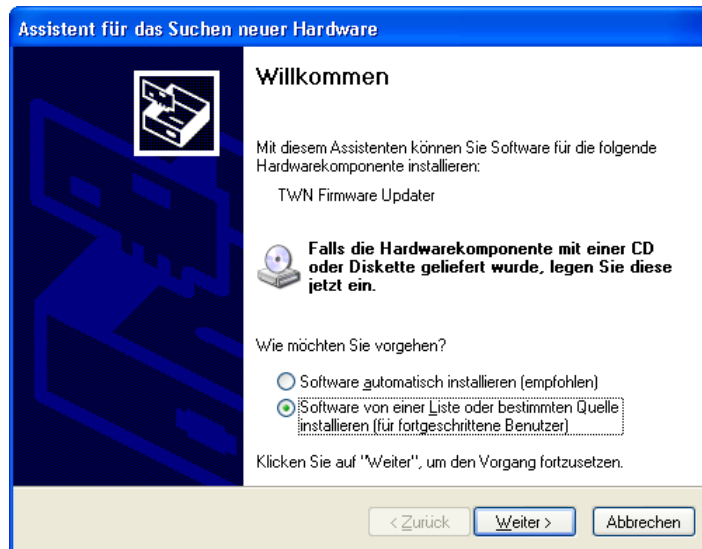 Assistent für das Suchen neuer Hardware
Willkommen
Mit diesem Assistenten können Sie Software für die folgende
Hardwarekomponente installieren:
TWN Firmware Updater
Falls die Hardwarekomponente mit einer CD
oder Diskette geliefert wurde, legen Sie diese
jetzt ein.
Wie möchten Sie vorgehen?
Software automatisch installieren (empfohlen)
Software von einer Liste oder bestimmten Quelle
installieren (für fortgeschrittene Benutzer)
Klicken Sie auf "Weiter", um den Vorgang fortzusetzen.
< Zurück Weiter > Abbrechen